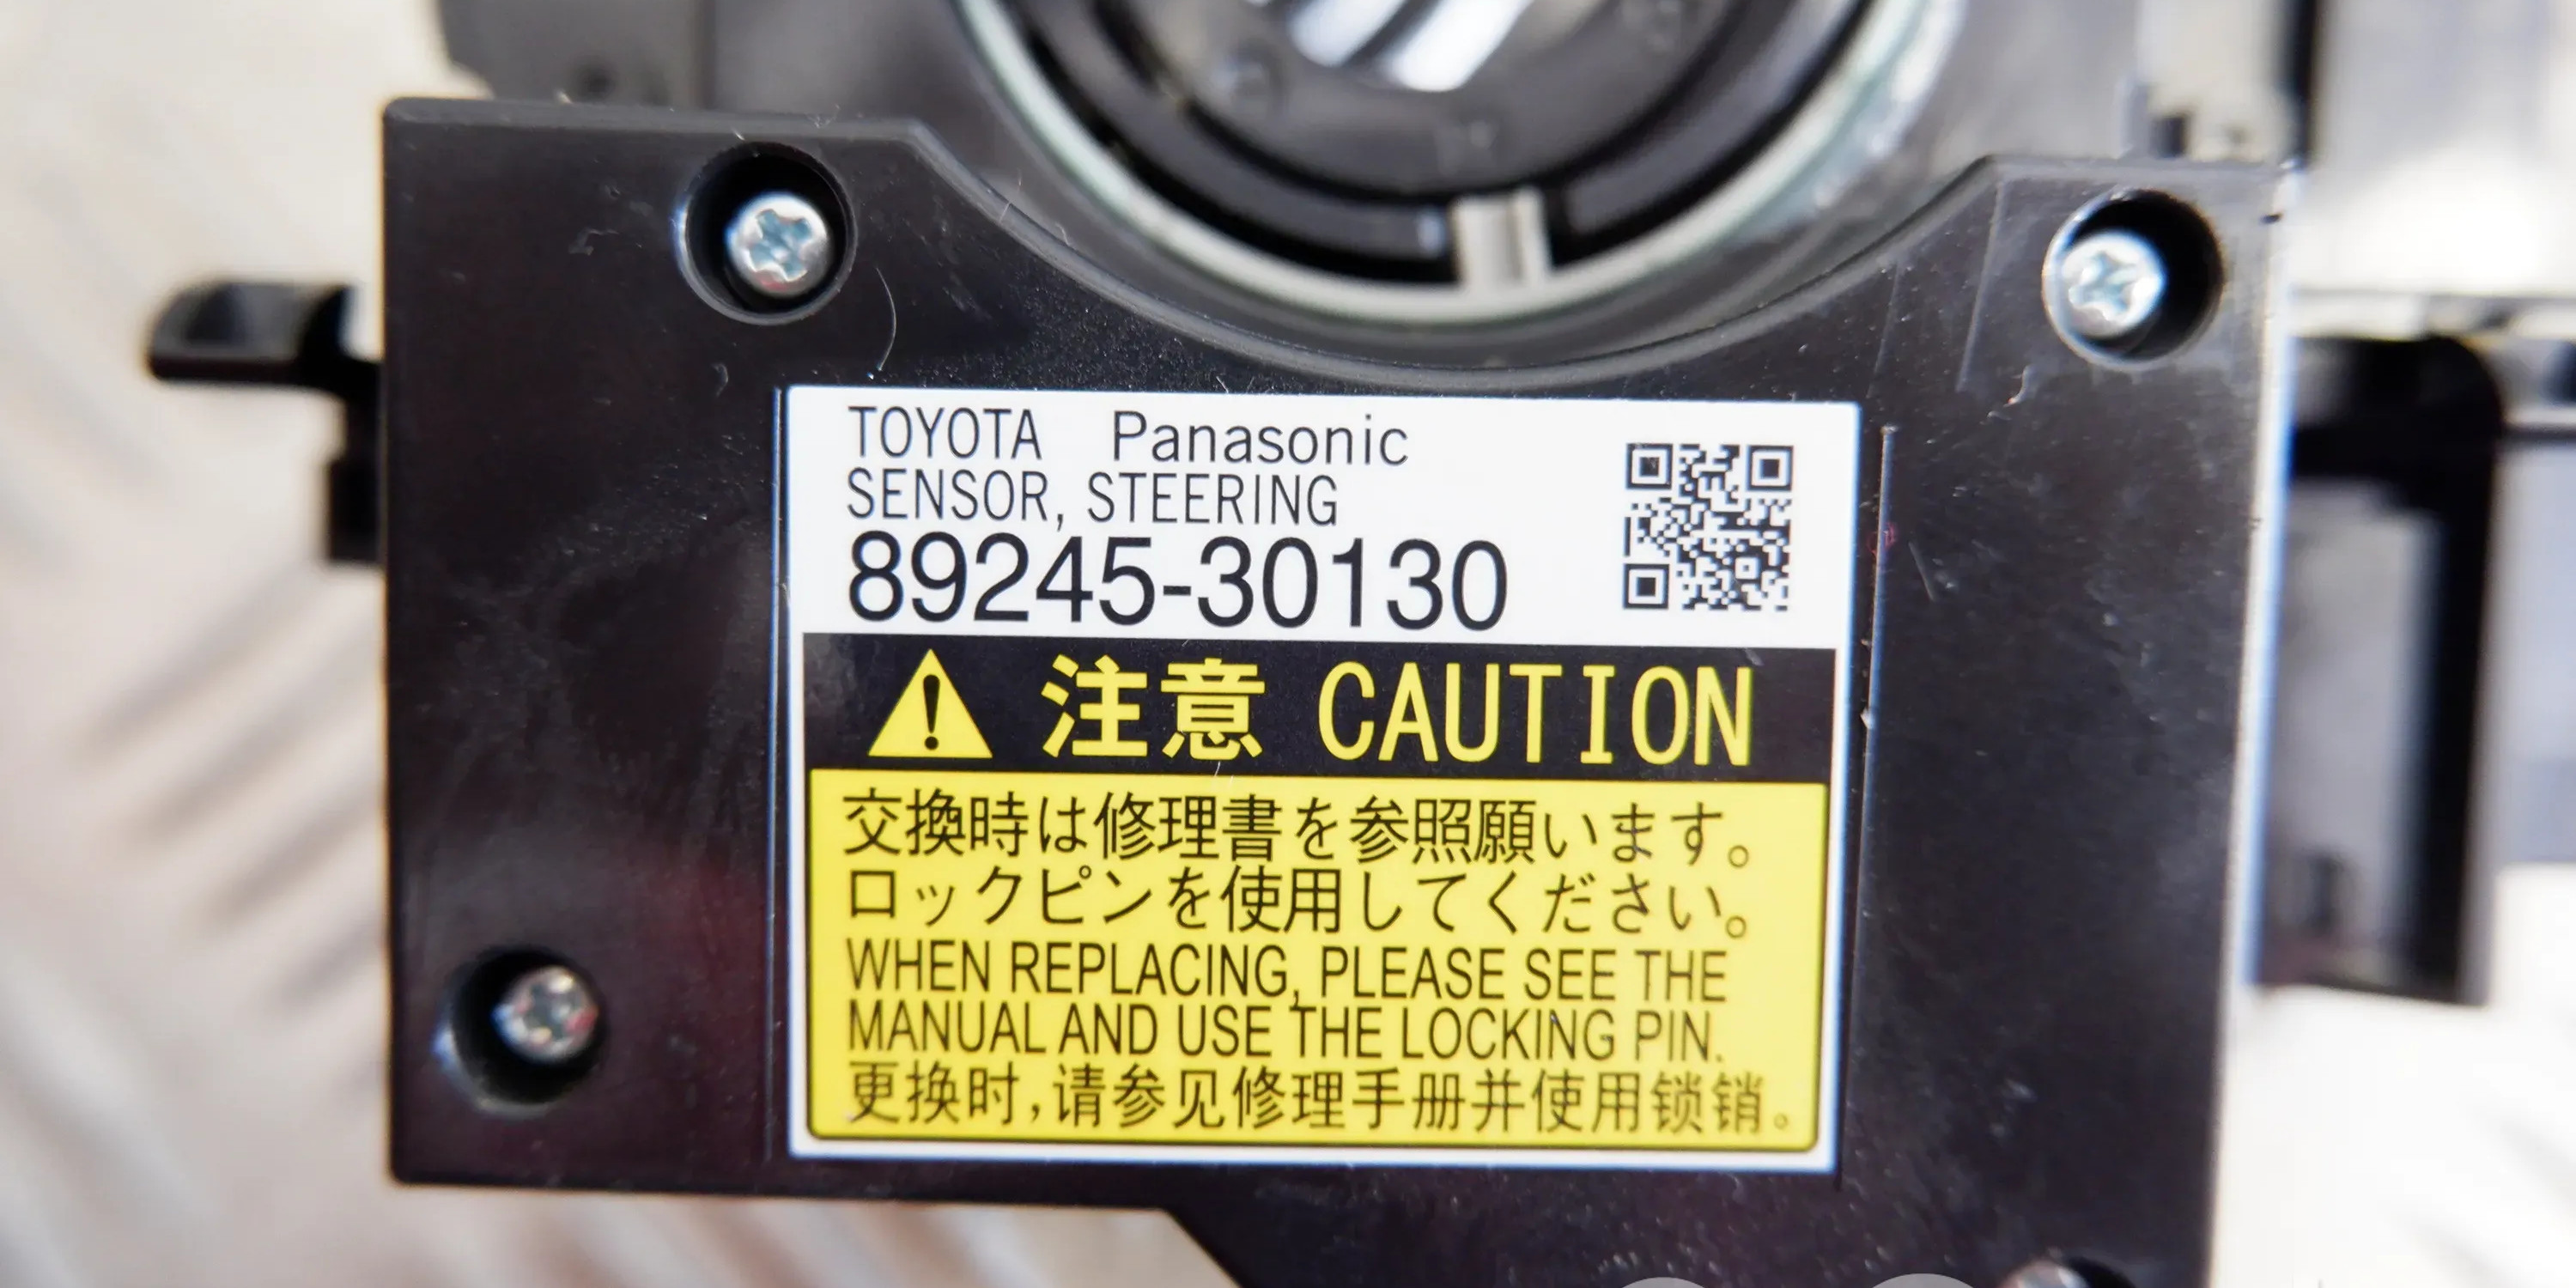 TOYOTA Panasonic
SENSOR, STEERING
89245-30130
注意 CAUTION
交換時は修理書を参照願います。
ロックピンを使用してください。
WHEN REPLACING, PLEASE SEE THE
MANUAL AND USE THE LOCKING PIN.
更换时,请参见修理手册并使用锁销。